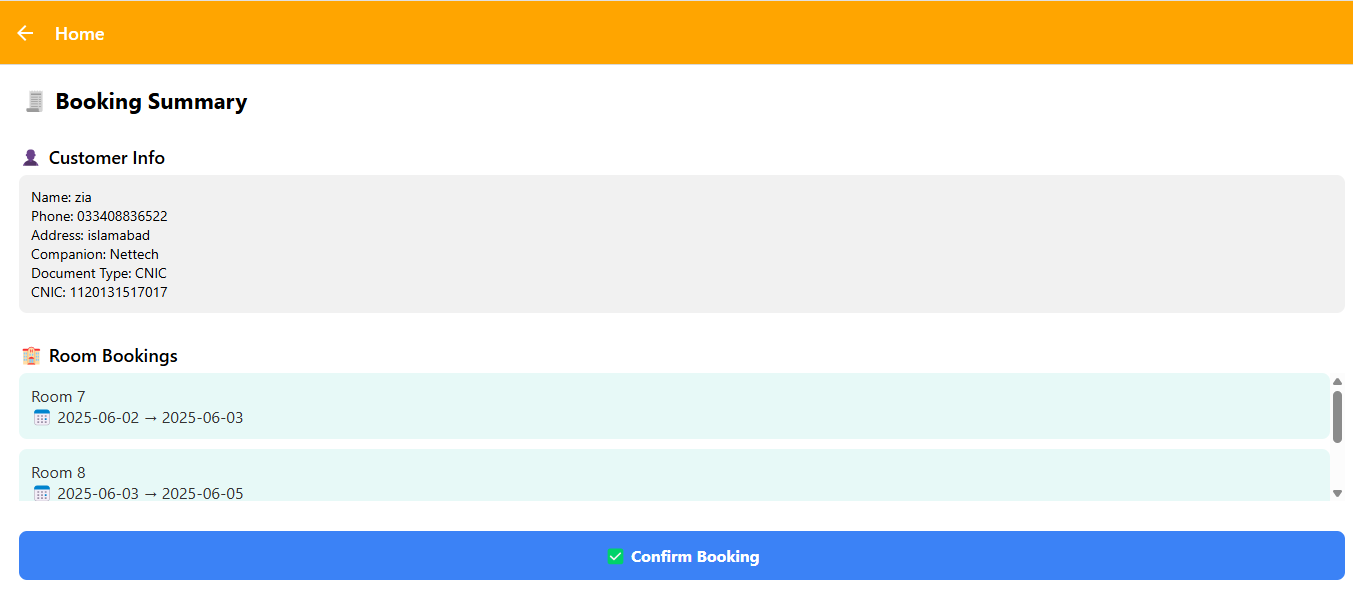 Home
Booking Summary
Customer Info
Name: zia
Phone: 033408836522
Address: islamabad
Companion: Nettech
Document Type: CNIC
CNIC: 1120131517017
Room Bookings
Room 7
2025-06-02 → 2025-06-03
Room 8
2025-06-03 → 2025-06-05
Confirm Booking